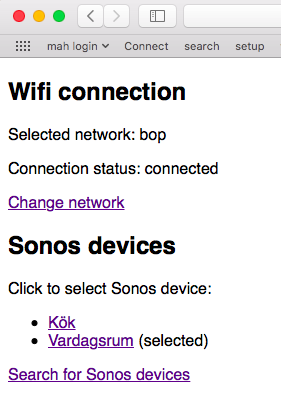 mah login Connect search setup
Wifi connection
Selected network: bop
Connection status: connected
Change network
Sonos devices
Click to select Sonos device:
Kök
Vardagsrum (selected)
Search for Sonos devices